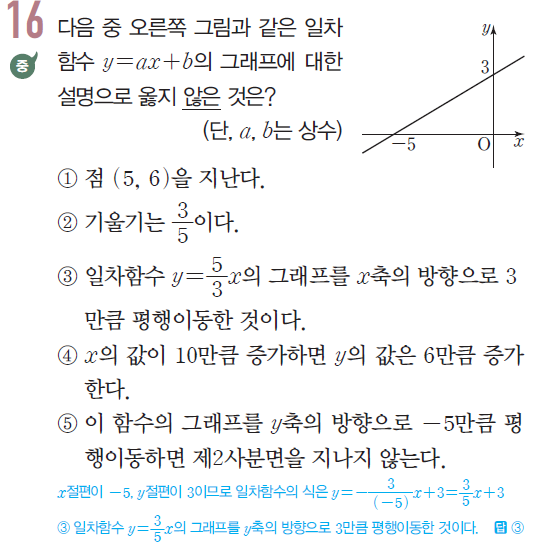 16 다음 중 오른쪽 그림과 같은 일차
중 함수 y=ax+b의 그래프에 대한
설명으로 옳지 않은 것은?
(단, a, b는 상수)
y
3
-5
O
x
① 점 (5, 6)을 지난다.
② 기울기는 3/5이다.
③ 일차함수 y=5/3x의 그래프를 x축의 방향으로 3
만큼 평행이동한 것이다.
④ x의 값이 10만큼 증가하면 y의 값은 6만큼 증가
한다.
⑤ 이 함수의 그래프를 y축의 방향으로 -5만큼 평
행이동하면 제2사분면을 지나지 않는다.
x절편이 -5, y절편이 3이므로 일차함수의 식은 y=-3/(-5)x+3=3/5x+3
③ 일차함수 y=3/5x의 그래프를 y축의 방향으로 3만큼 평행이동한 것이다. 답 ③